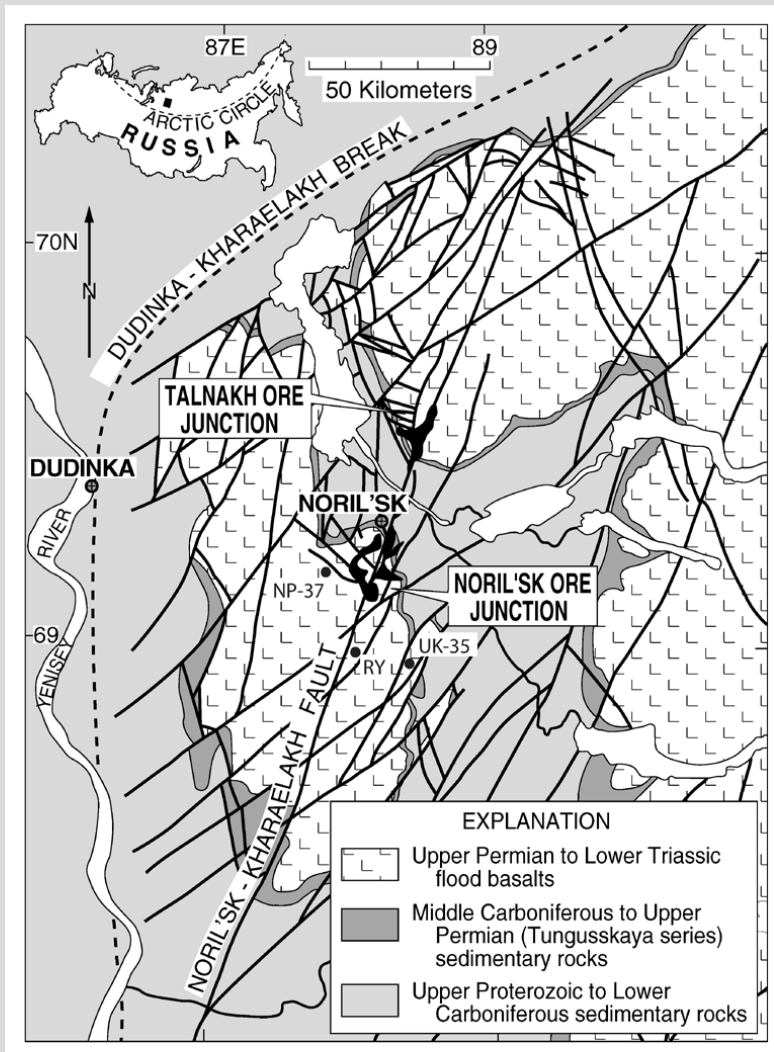 87E
89
50 Kilometers
ARCTIC CIRCLE
RUSSIA
DUDINKA - KHARAELAKH BREAK
70N
N
TALNAKH ORE
JUNCTION
DUDINKA
NORIL'SK
RIVER
NP-37
NORIL'SK ORE
JUNCTION
69
YENISEY
RY
UK-35
NORIL'SK - KHARAELAKH FAULT
EXPLANATION
Upper Permian to Lower Triassic
flood basalts
Middle Carboniferous to Upper
Permian (Tungusskaya series)
sedimentary rocks
Upper Proterozoic to Lower
Carboniferous sedimentary rocks